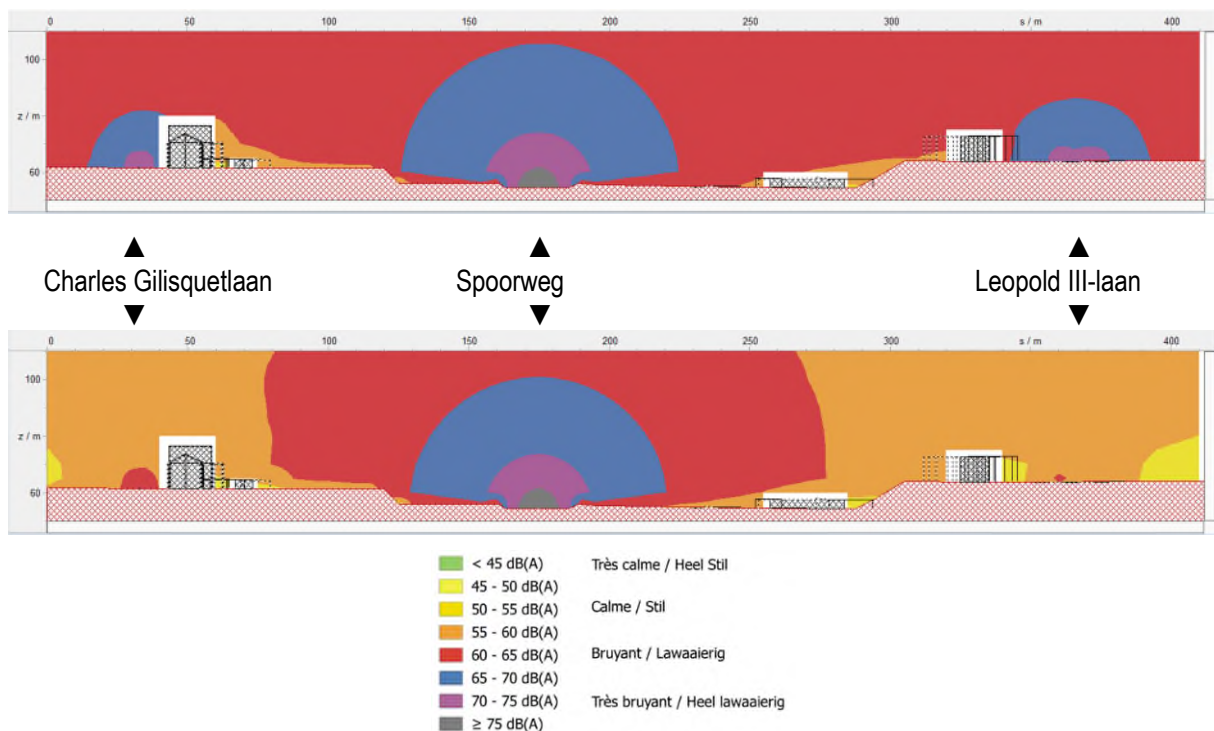 0 50 100 150 200 250 300 s / m 400
100
z / m
60
Charles Gilisquetlaan Spoorweg Leopold III-laan
0 50 100 150 200 250 300 s / m 400
100
z / m
60
< 45 dB(A) Très calme / Heel Stil
45 - 50 dB(A)
50 - 55 dB(A) Calme / Stil
55 - 60 dB(A)
60 - 65 dB(A) Bruyant / Lawaaierig
65 - 70 dB(A)
70 - 75 dB(A) Très bruyant / Heel lawaaierig
≥ 75 dB(A)